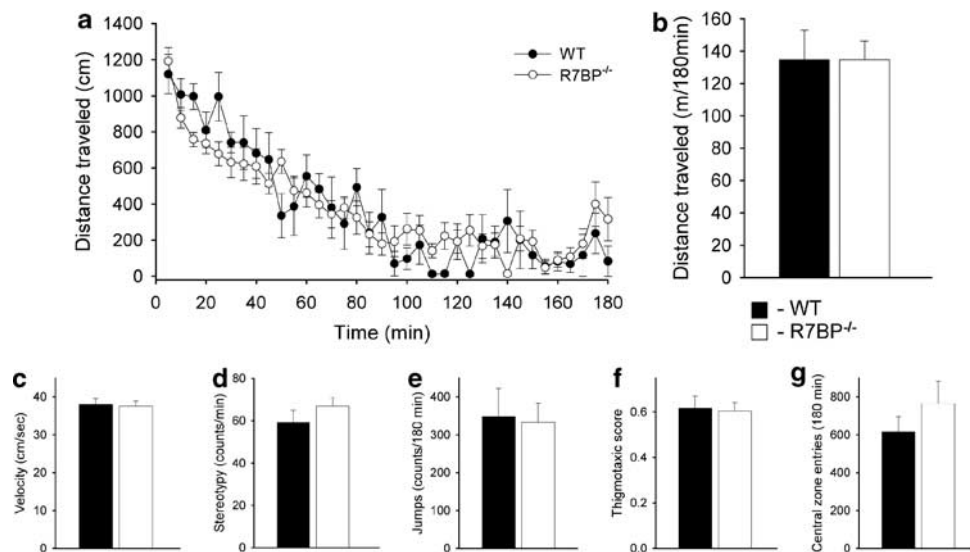 a
1400
1200
1000
800
600
400
200
0
Distance traveled (cm)
0 20 40 60 80 100 120 140 160 180
Time (min)
WT
R7BP-/-
b
160
140
120
100
80
60
40
20
0
Distance traveled (m/180min)
- WT
- R7BP-/-
c
40
30
20
10
0
Velocity (cm/sec)
d
80
60
40
20
0
Stereotypy (counts/min)
e
500
400
300
200
100
0
Jumps (counts/180 min)
f
0.6
0.4
0.2
0.0
Thigmotaxic score
g
800
600
400
200
0
Central zone entries (180 min)